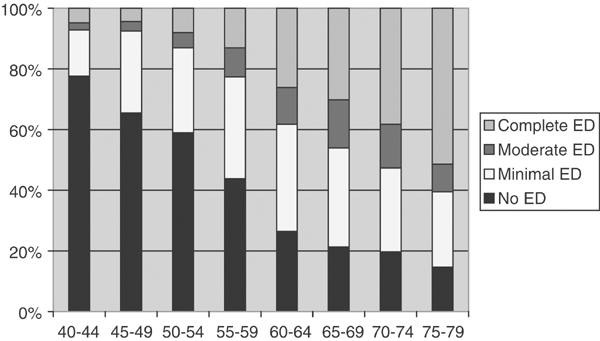 100%
80%
60%
40%
20%
0%
40-44 45-49 50-54 55-59 60-64 65-69 70-74 75-79
Complete ED
Moderate ED
Minimal ED
No ED